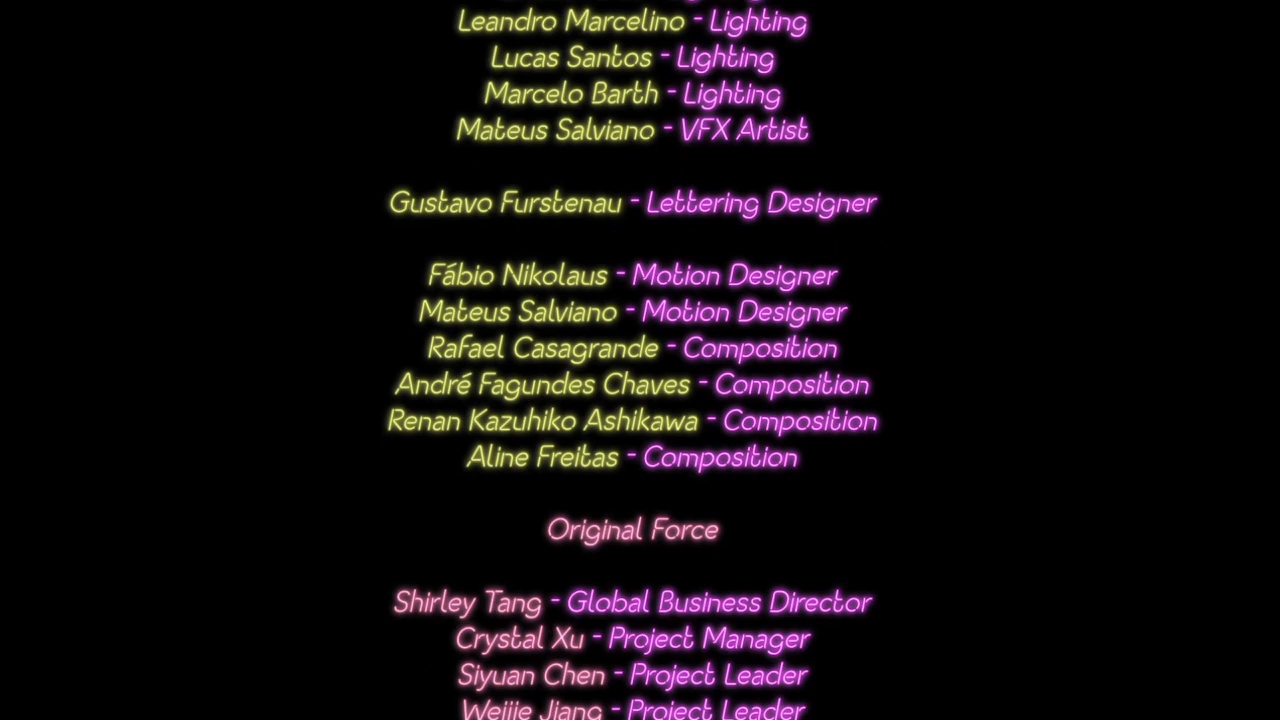 Leandro Marcelino - Lighting
Lucas Santos - Lighting
Marcelo Barth - Lighting
Mateus Salviano - VFX Artist
Gustavo Furstenau - Lettering Designer
Fábio Nikolaus - Motion Designer
Mateus Salviano - Motion Designer
Rafael Casagrande - Composition
André Fagundes Chaves - Composition
Renan Kazuhiko Ashikawa - Composition
Aline Freitas - Composition
Original Force
Shirley Tang - Global Business Director
Crystal Xu - Project Manager
Siyuan Chen - Project Leader
Weijie Jiang - Project Leader